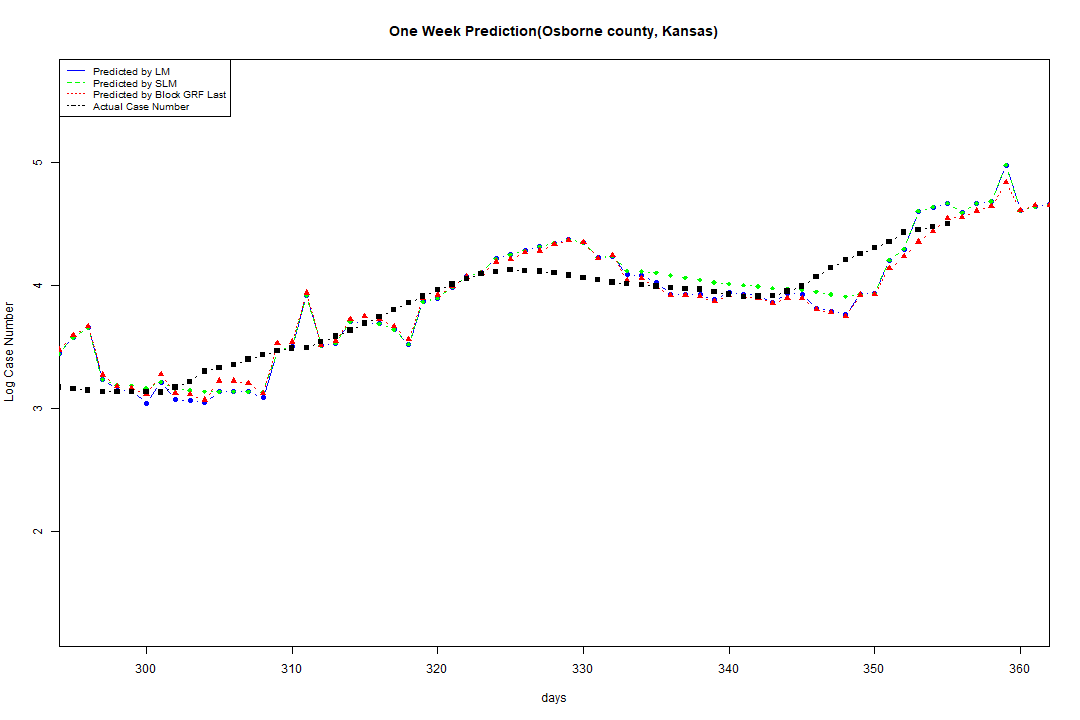 One Week Prediction(Osborne county, Kansas)
Predicted by LM
Predicted by SLM
Predicted by Block GRF Last
Actual Case Number
5
4
3
2
Log Case Number
300 310 320 330 340 350 360
days